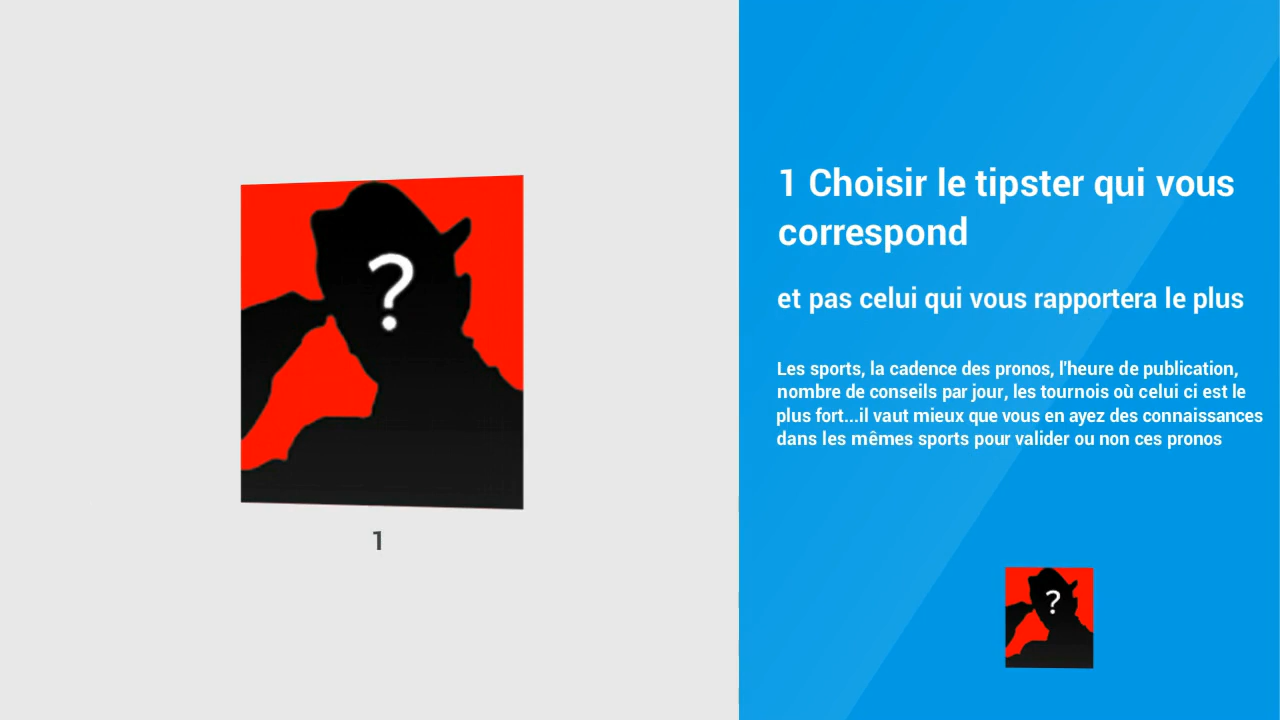 ?
1
1 Choisir le tipster qui vous
correspond
et pas celui qui vous rapportera le plus
Les sports, la cadence des pronos, l'heure de publication,
nombre de conseils par jour, les tournois où celui ci est le
plus fort...il vaut mieux que vous en ayez des connaissances
dans les mêmes sports pour valider ou non ces pronos
?